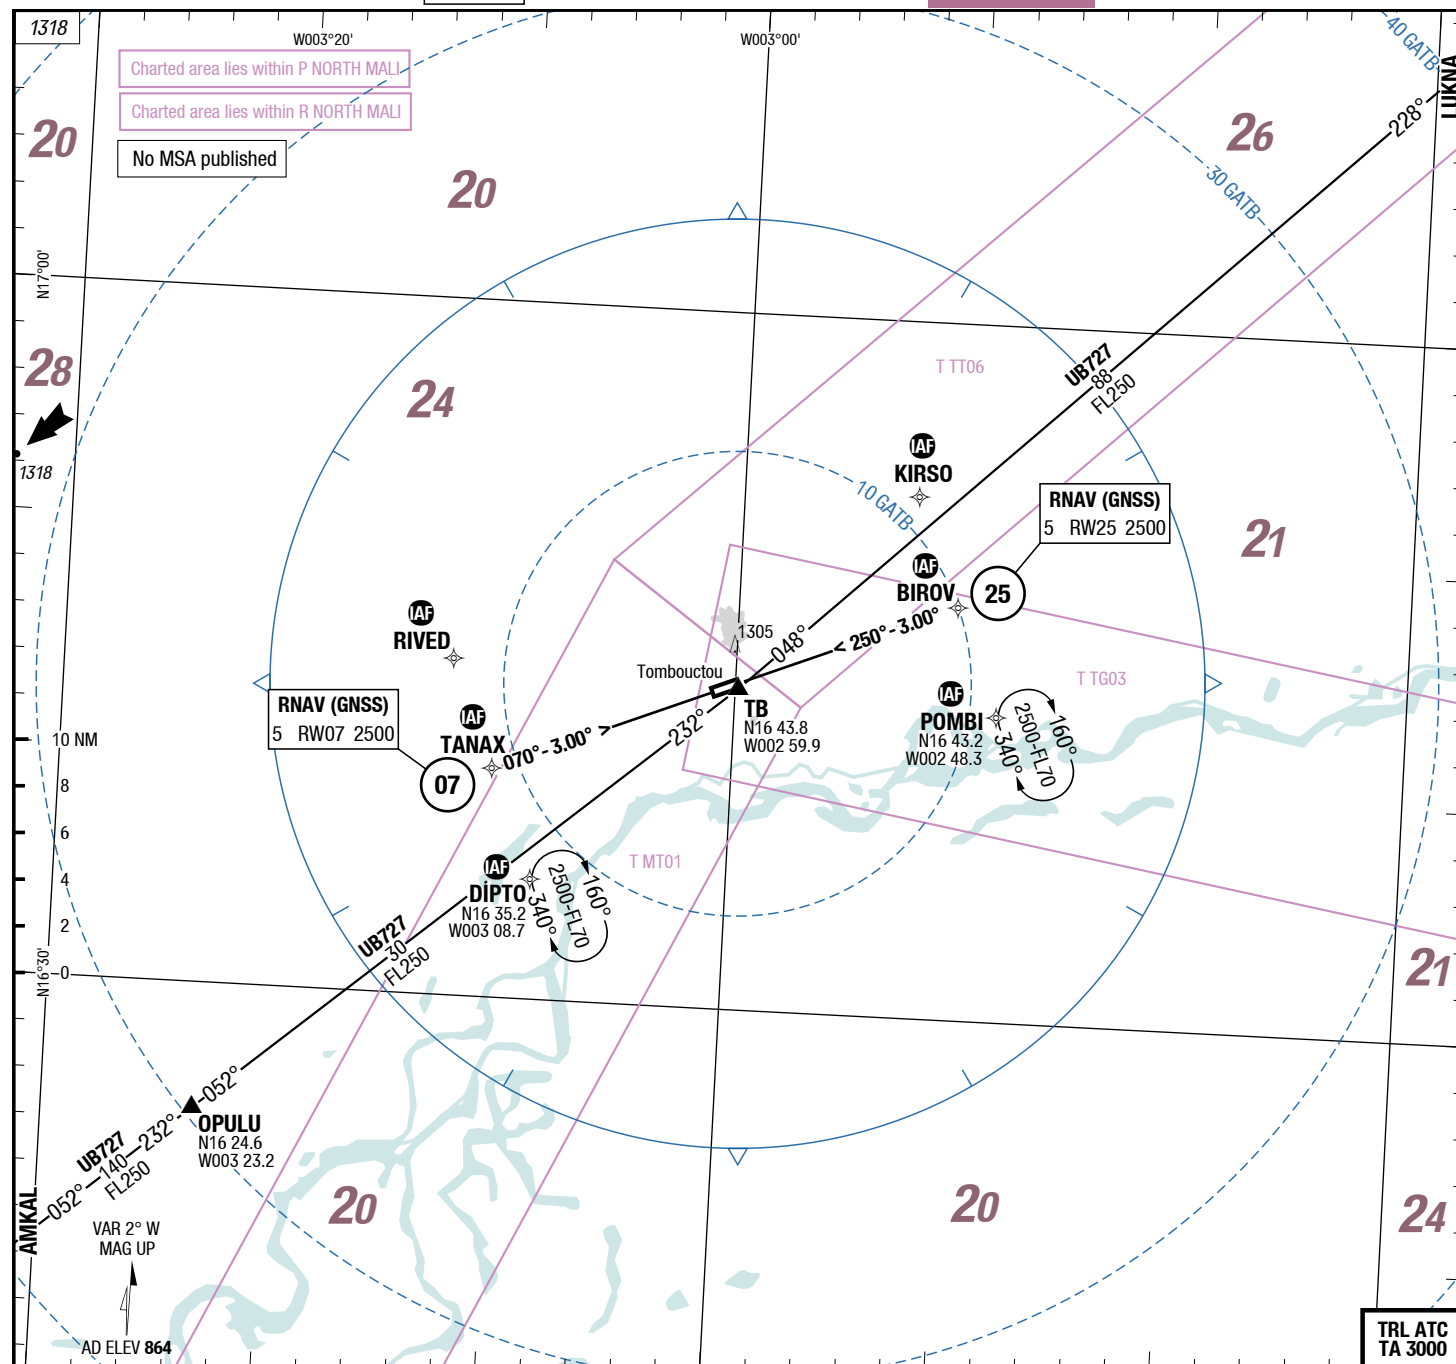 1318
W003°20'
W003°00'
40 GATB
LUKNA
Charted area lies within P NORTH MALI
Charted area lies within R NORTH MALI
No MSA published
20
20
26
228°
30 GATB
N17°00'
28
24
1318
T TT06
UB727
88
FL250
IAF
KIRSO
10 GATB
RNAV (GNSS)
5 RW25 2500
21
IAF
BIROV
25
< 250°-3.00°
IAF
RIVED
1305
048°
Tombouctou
T TG03
RNAV (GNSS)
5 RW07 2500
IAF
TANAX
070°-3.00° >
07
232°
TB
N16 43.8
W002 59.9
IAF
POMBI
N16 43.2
W002 48.3
2500-FL70
160°
340°
10 NM
8
6
4
2
0
N16°30'
T MT01
IAF
DIPTO
N16 35.2
W003 08.7
2500-FL70
160°
340°
UB727
30
FL250
21
052°
OPULU
N16 24.6
W003 23.2
232°
UB727
140
FL250
052°
AMKAL
20
20
24
VAR 2° W
MAG UP
AD ELEV 864
TRL ATC
TA 3000